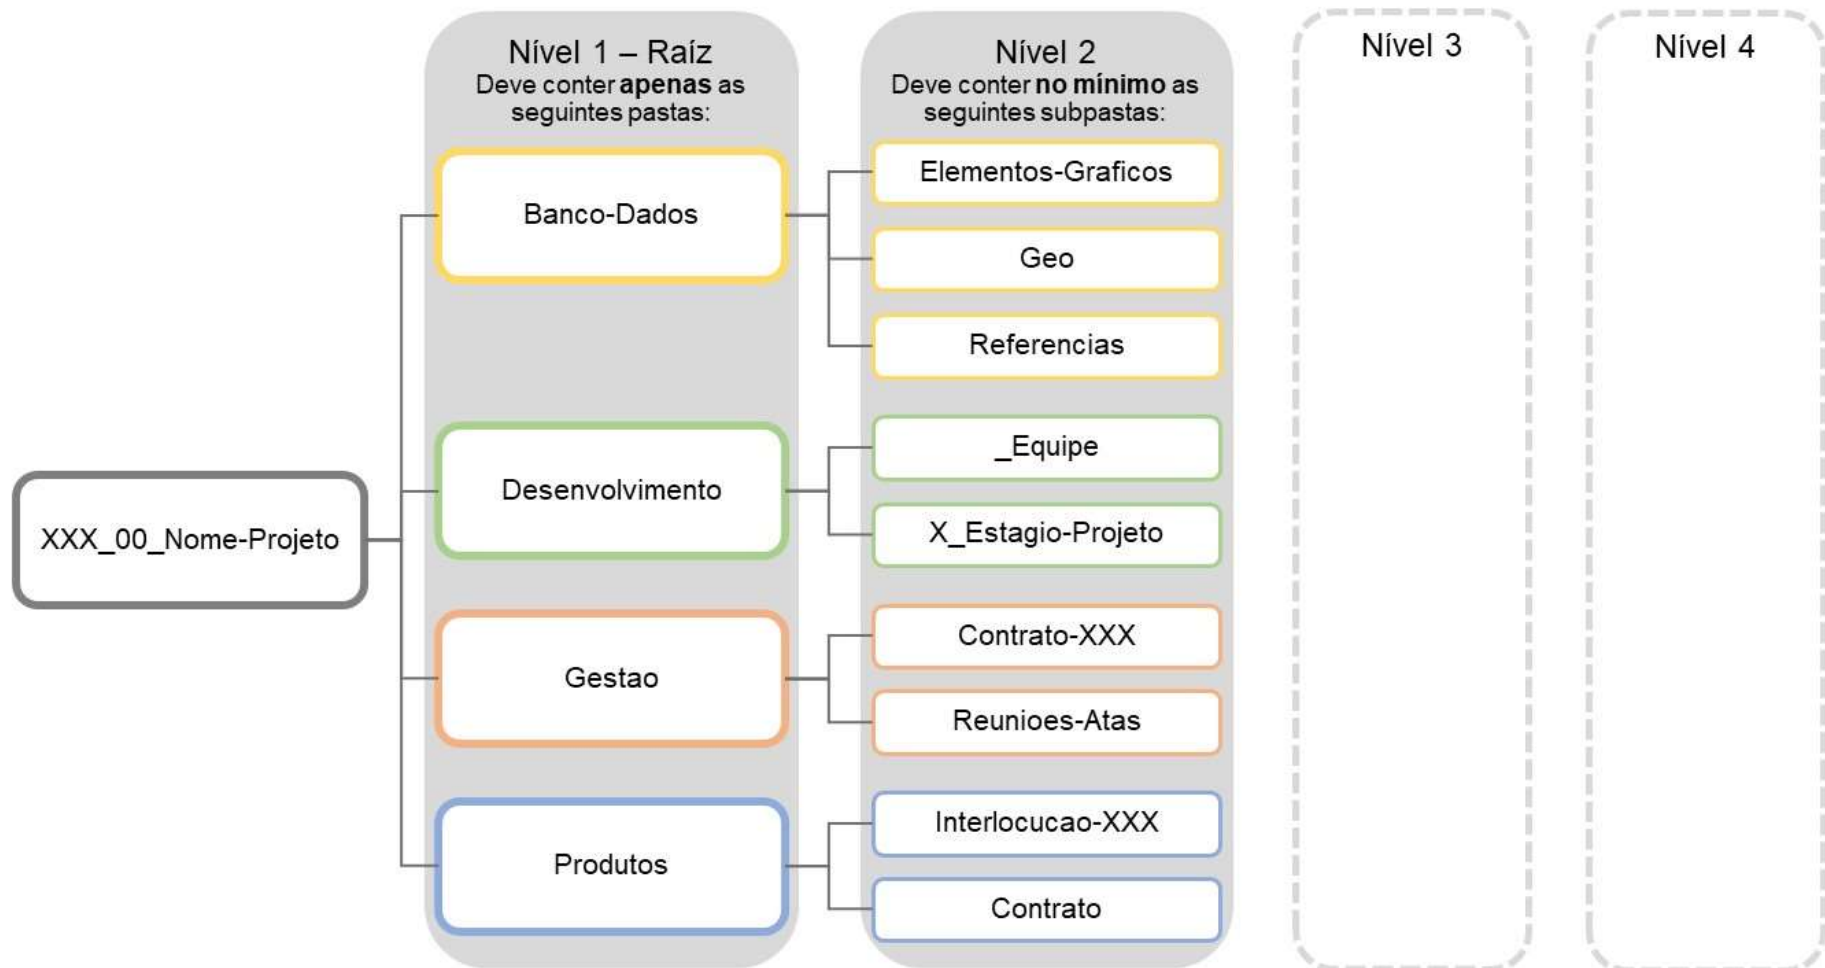 Nível 1 – Raíz
Deve conter apenas as
seguintes pastas:
Nível 2
Deve conter no mínimo as
seguintes subpastas:
Nível 3
Nível 4
XXX_00_Nome-Projeto
Banco-Dados
Elementos-Graficos
Geo
Referencias
Desenvolvimento
_Equipe
X_Estagio-Projeto
Gestao
Contrato-XXX
Reunioes-Atas
Produtos
Interlocucao-XXX
Contrato